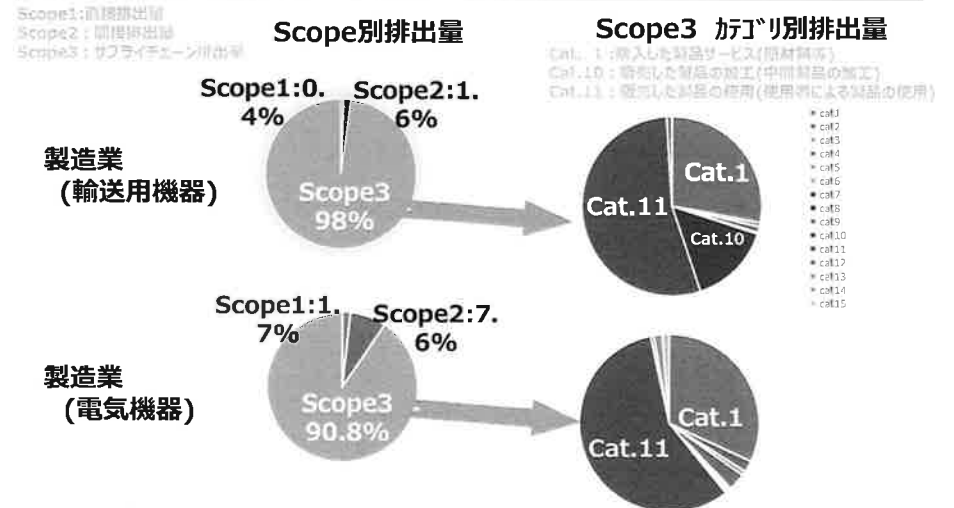 Scope1:直接排出量
Scope2：間接排出量
Scope3：サプライチェーン排出量
Scope別排出量
Scope3 ｶﾃｺﾞﾘ別排出量
Cat. 1：購入した製品サービス(原材料等)
Cat.10：販売した製品の加工(中間製品の加工)
Cat.11：販売した製品の使用(使用者による製品の使用)
製造業
(輸送用機器)
Scope1:0.
4%
Scope2:1.
6%
Scope3
98%
Cat.1
Cat.11
Cat.10
cat1
cat2
cat3
cat4
cat5
cat6
cat7
cat8
cat9
cat10
cat11
cat12
cat13
cat14
cat15
製造業
(電気機器)
Scope1:1.
7%
Scope2:7.
6%
Scope3
90.8%
Cat.1
Cat.11